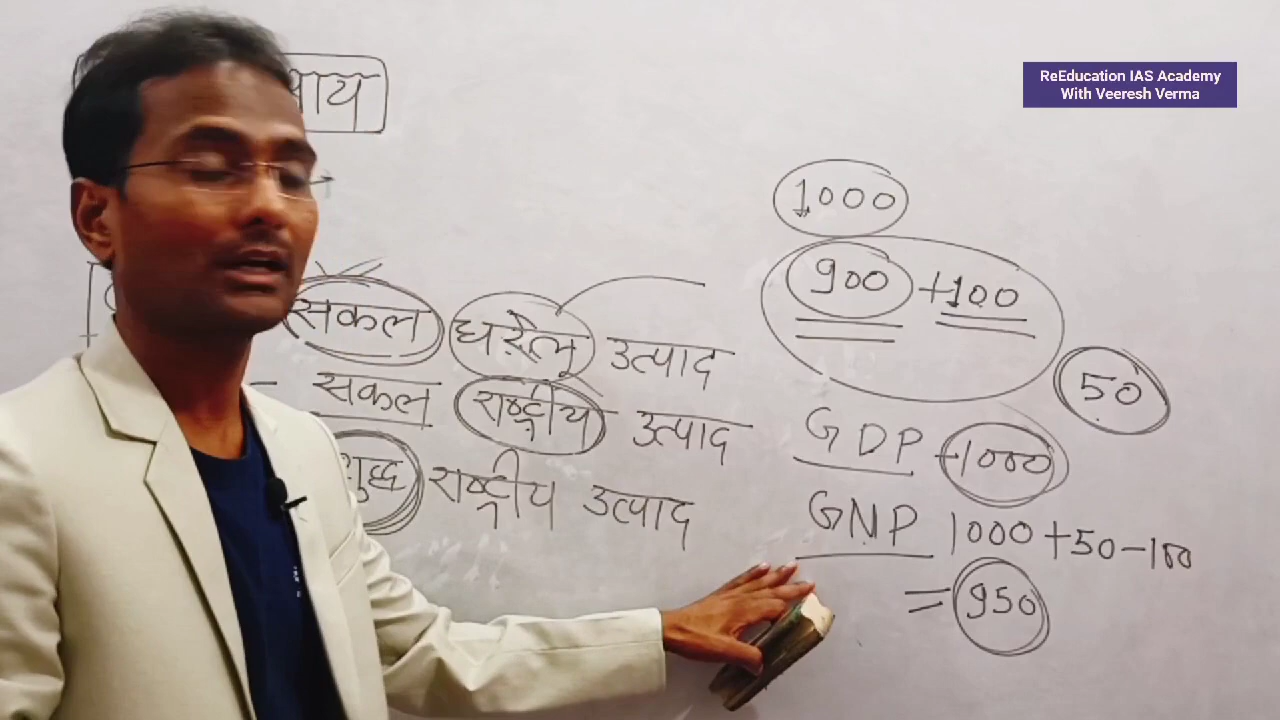 ReEducation IAS Academy
With Veeresh Verma
1000
900 + 100
50
सकल घरेलू उत्पाद
- सकल राष्ट्रीय उत्पाद
शुद्ध राष्ट्रीय उत्पाद
GDP 1000
GNP 1000 + 50 - 100
= 950